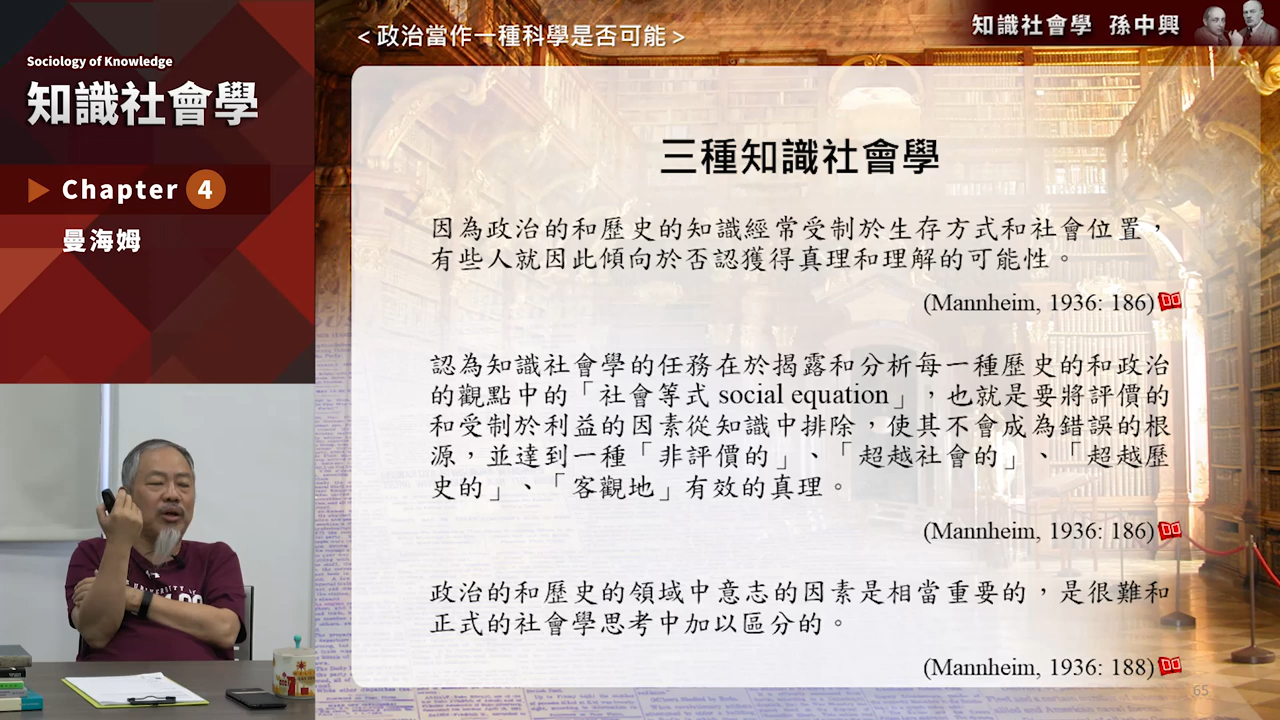 Sociology of Knowledge
知識社會學
Chapter 4
曼海姆
<政治當作一種科學是否可能>
知識社會學 孫中興
三種知識社會學
因為政治的和歷史的知識經常受制於生存方式和社會位置，
有些人就因此傾向於否認獲得真理和理解的可能性。
(Mannheim, 1936: 186)
認為知識社會學的任務在於揭露和分析每一種歷史的和政治
的觀點中的「社會等式 social equation」，也就是要將評價的
和受制於利益的因素從知識中排除，使其不會成為錯誤的根
源，並達到一種「非評價的」、「超越社會的」、「超越歷
史的」、「客觀地」有效的真理。
(Mannheim, 1936: 186)
政治的和歷史的領域中意志的因素是相當重要的，是很難和
正式的社會學思考中加以區分的。
(Mannheim, 1936: 188)
65